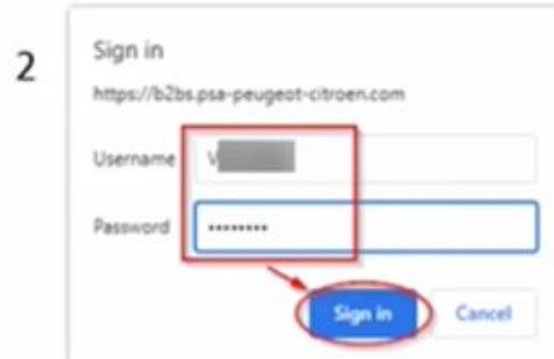 2
Sign in
https://b2bs.psa-peugeot-citroen.com
Username V
Password ••••••••
Sign in Cancel